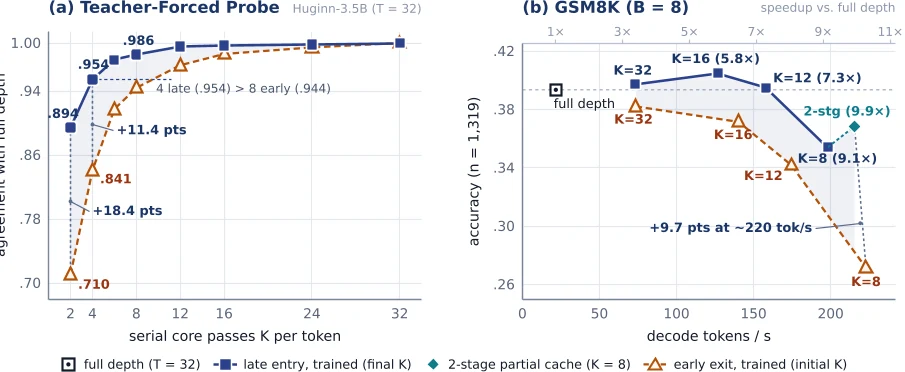 (a) Teacher-Forced Probe Huginn-3.5B (T = 32)
1.00
.94
.86
.78
.70
agreement with full depth
.894
.954
.986
4 late (.954) > 8 early (.944)
+11.4 pts
.841
+18.4 pts
.710
2 4 8 12 16 24 32
serial core passes K per token
(b) GSM8K (B = 8) speedup vs. full depth
1× 3× 5× 7× 9× 11×
.42
.38
.34
.30
.26
accuracy (n = 1,319)
full depth
K=32
K=16 (5.8×)
K=12 (7.3×)
2-stg (9.9×)
K=8 (9.1×)
K=32
K=16
K=12
+9.7 pts at ~220 tok/s
K=8
0 50 100 150 200
decode tokens / s
full depth (T = 32) late entry, trained (final K) 2-stage partial cache (K = 8) early exit, trained (initial K)